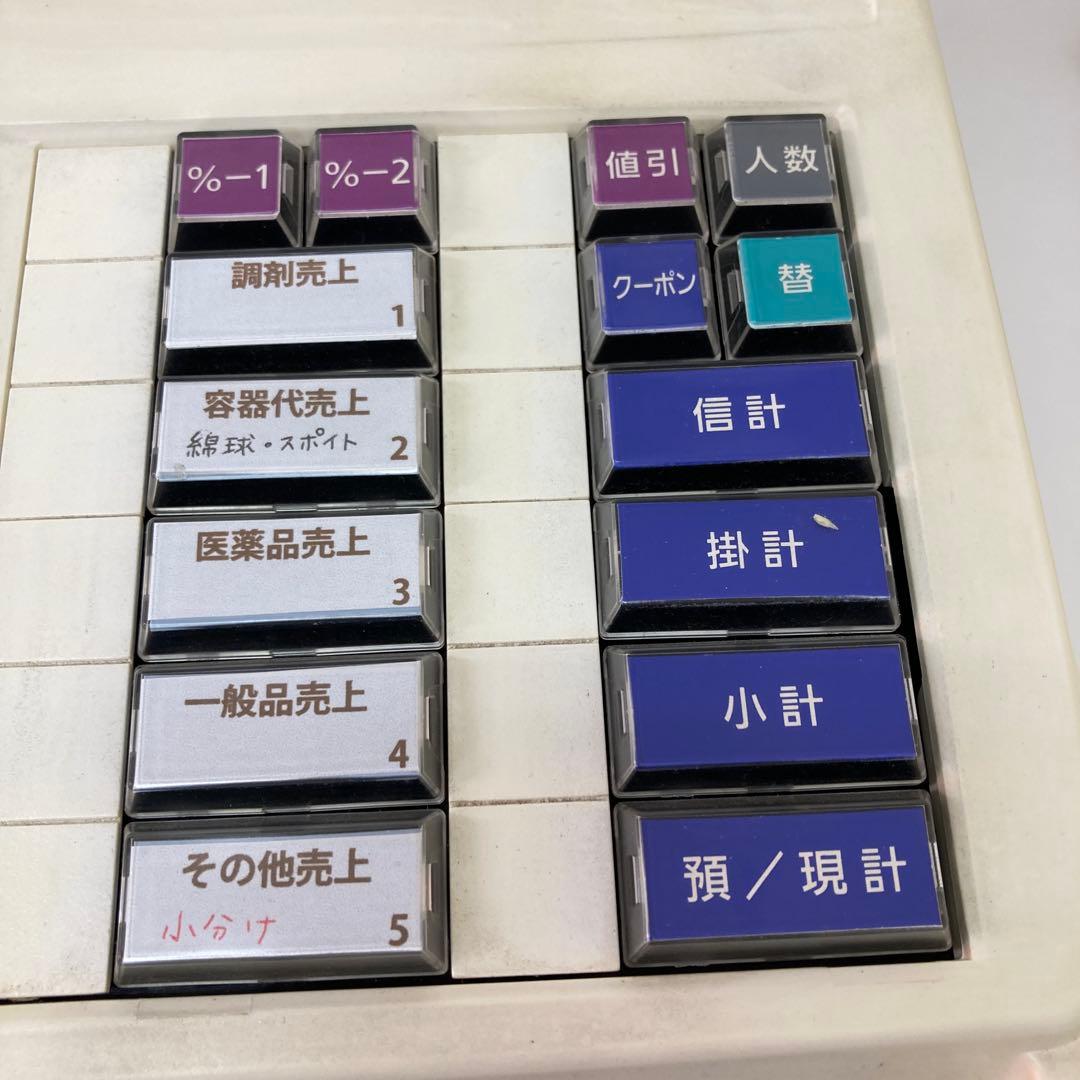 %-1
%-2
値引
人数
調剤売上
1
クーポン
替
容器代売上
綿球・スポイト
2
信計
医薬品売上
3
掛計
一般品売上
4
小計
その他売上
小分け
5
預/現計